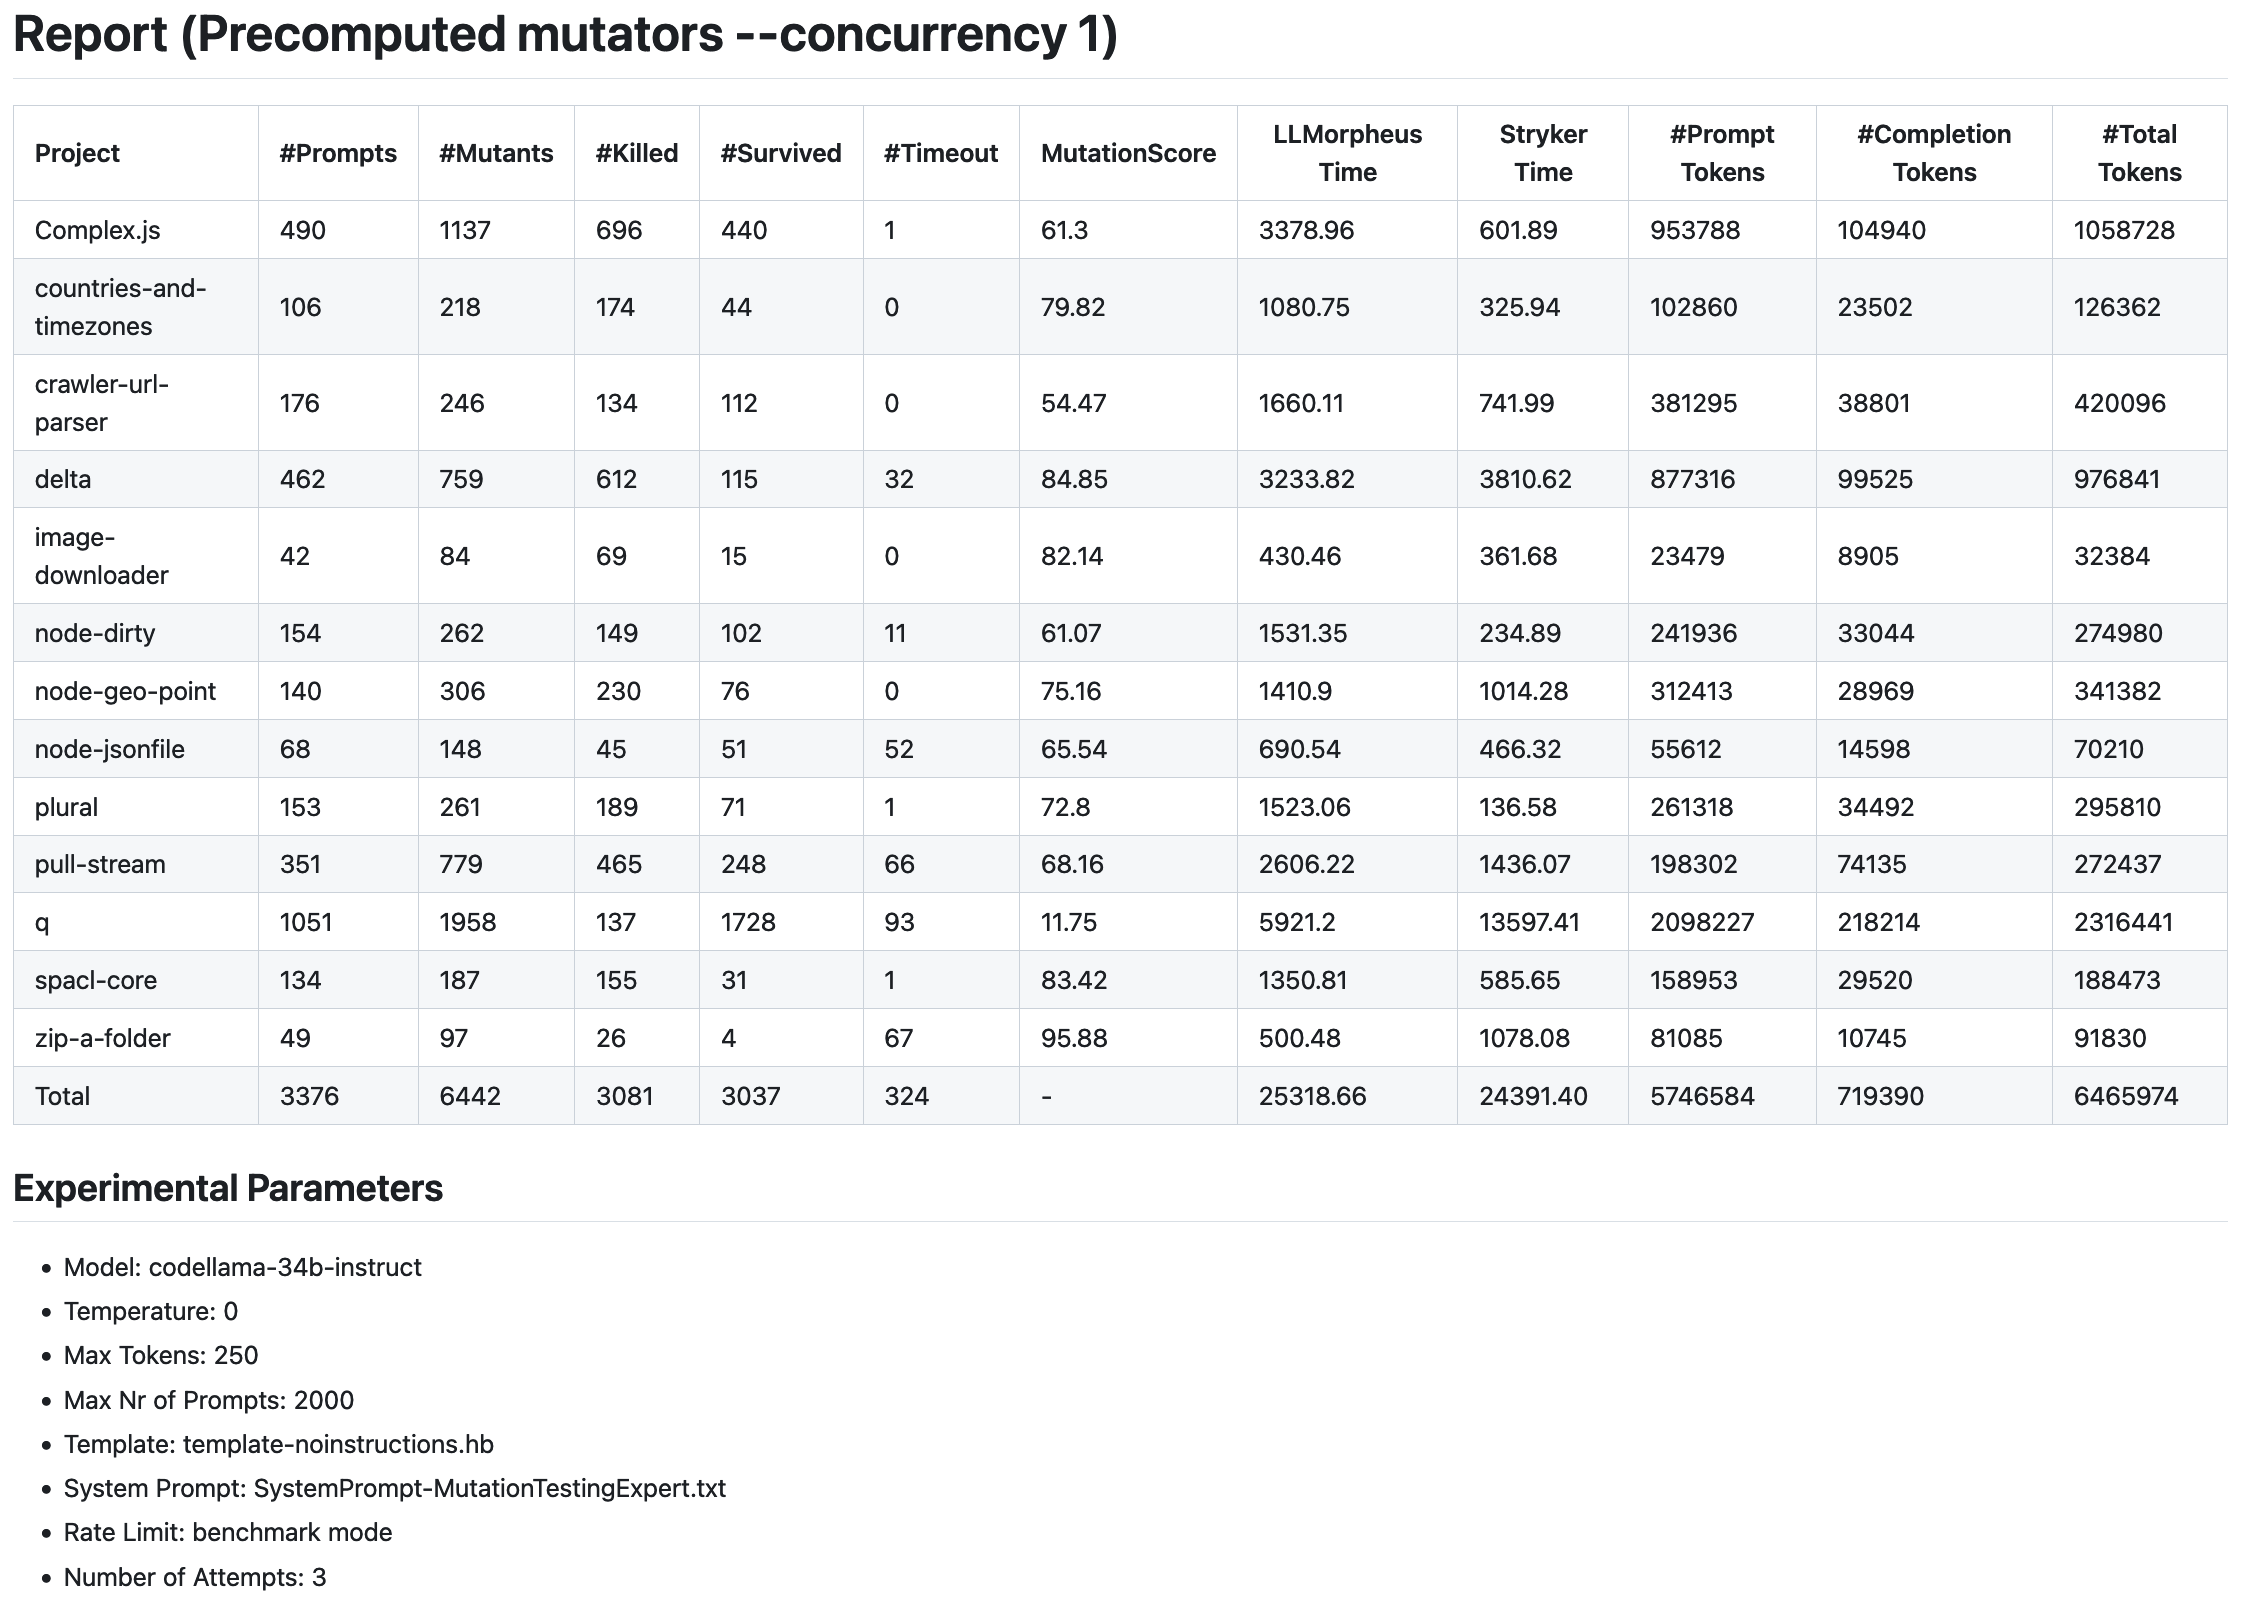 Report (Precomputed mutators --concurrency 1)
Project #Prompts #Mutants #Killed #Survived #Timeout MutationScore LLMorpheus Time Stryker Time #Prompt Tokens #Completion Tokens #Total Tokens
Complex.js 490 1137 696 440 1 61.3 3378.96 601.89 953788 104940 1058728
countries-and-timezones 106 218 174 44 0 79.82 1080.75 325.94 102860 23502 126362
crawler-url-parser 176 246 134 112 0 54.47 1660.11 741.99 381295 38801 420096
delta 462 759 612 115 32 84.85 3233.82 3810.62 877316 99525 976841
image-downloader 42 84 69 15 0 82.14 430.46 361.68 23479 8905 32384
node-dirty 154 262 149 102 11 61.07 1531.35 234.89 241936 33044 274980
node-geo-point 140 306 230 76 0 75.16 1410.9 1014.28 312413 28969 341382
node-jsonfile 68 148 45 51 52 65.54 690.54 466.32 55612 14598 70210
plural 153 261 189 71 1 72.8 1523.06 136.58 261318 34492 295810
pull-stream 351 779 465 248 66 68.16 2606.22 1436.07 198302 74135 272437
q 1051 1958 137 1728 93 11.75 5921.2 13597.41 2098227 218214 2316441
spacl-core 134 187 155 31 1 83.42 1350.81 585.65 158953 29520 188473
zip-a-folder 49 97 26 4 67 95.88 500.48 1078.08 81085 10745 91830
Total 3376 6442 3081 3037 324 - 25318.66 24391.40 5746584 719390 6465974
Experimental Parameters
• Model: codellama-34b-instruct
• Temperature: 0
• Max Tokens: 250
• Max Nr of Prompts: 2000
• Template: template-noinstructions.hb
• System Prompt: SystemPrompt-MutationTestingExpert.txt
• Rate Limit: benchmark mode
• Number of Attempts: 3